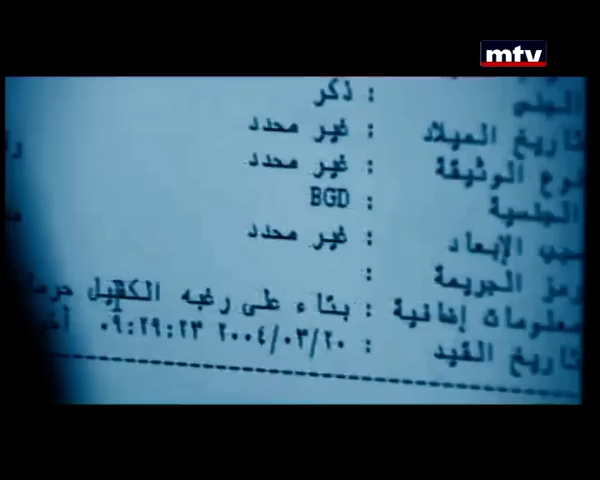 mtv
الجنس : ذكر
تاريخ الميلاد : غير محدد
نوع الوثيقة : غير محدد
الجنسية : BGD
سبب الإبعاد : غير محدد
رمز الجريمة :
معلومات إضافية : بناء على رغبه الكفيل
تاريخ القيد : ٢٠٠٤/٠٣/٢٠ ٠٩:٢٩:٢٣